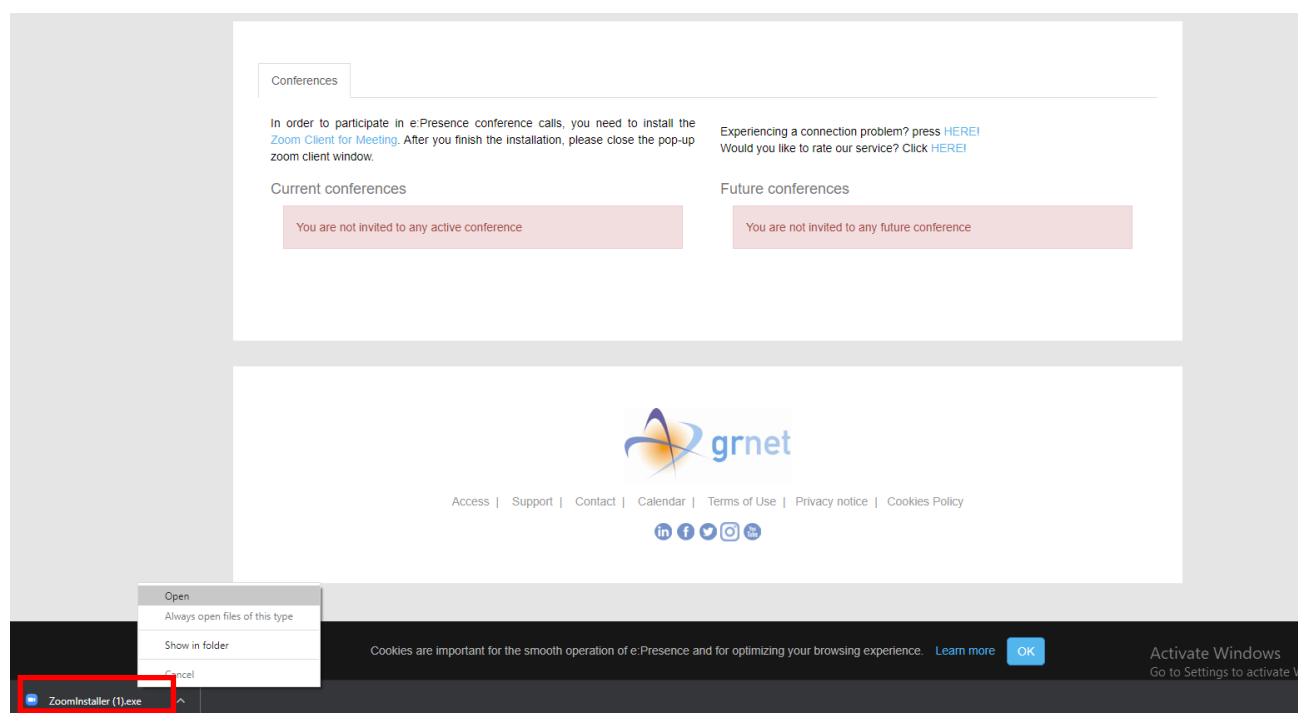 Conferences
In order to participate in e:Presence conference calls, you need to install the
Zoom Client for Meeting. After you finish the installation, please close the pop-up
zoom client window.
Experiencing a connection problem? press HERE!
Would you like to rate our service? Click HERE!
Current conferences
You are not invited to any active conference
Future conferences
You are not invited to any future conference
grnet
Access | Support | Contact | Calendar | Terms of Use | Privacy notice | Cookies Policy
in f You Tube
Open
Always open files of this type
Show in folder
Cancel
Cookies are important for the smooth operation of e:Presence and for optimizing your browsing experience. Learn more OK
Activate Windows
Go to Settings to activate W
ZoomInstaller (1).exe